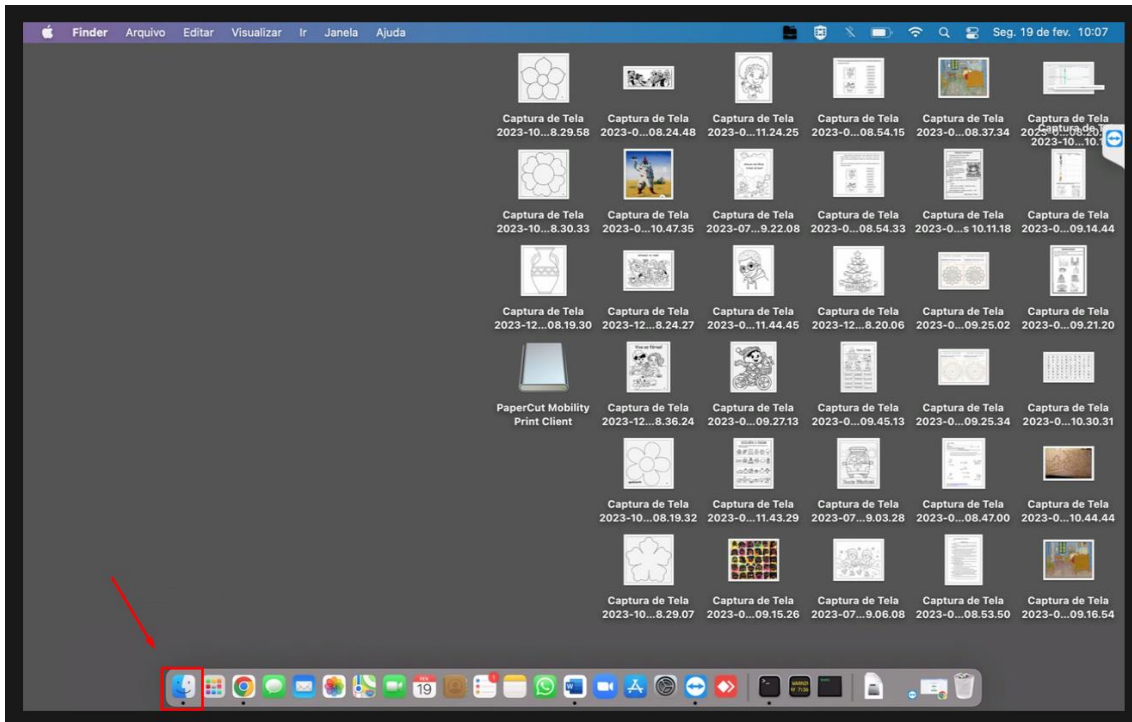 Finder Arquivo Editar Visualizar Ir Janela Ajuda Seg. 19 de fev. 10:07
Captura de Tela Captura de Tela Captura de Tela Captura de Tela Captura de Tela Captura de Tela
2023-10...8.29.58 2023-0...08.24.48 2023-0...11.24.25 2023-0...08.54.15 2023-0...08.37.34
2023-10...10.
Captura de Tela Captura de Tela Captura de Tela Captura de Tela Captura de Tela Captura de Tela
2023-10...8.30.33 2023-0...10.47.35 2023-07...9.22.08 2023-0...08.54.33 2023-0...s 10.11.18 2023-0...09.14.44
Captura de Tela Captura de Tela Captura de Tela Captura de Tela Captura de Tela Captura de Tela
2023-12...08.19.30 2023-12...8.24.27 2023-0...11.44.45 2023-12...8.20.06 2023-0...09.25.02 2023-0...09.21.20
PaperCut Mobility Captura de Tela Captura de Tela Captura de Tela Captura de Tela Captura de Tela
Print Client 2023-12...8.36.24 2023-0...09.27.13 2023-0...09.45.13 2023-0...09.25.34 2023-0...10.30.31
Captura de Tela Captura de Tela Captura de Tela Captura de Tela Captura de Tela
2023-10...08.19.32 2023-0...11.43.29 2023-07...9.03.28 2023-0...08.47.00 2023-0...10.44.44
Captura de Tela Captura de Tela Captura de Tela Captura de Tela Captura de Tela
2023-10...8.29.07 2023-0...09.15.26 2023-07...9.06.08 2023-0...08.53.50 2023-0...09.16.54
19